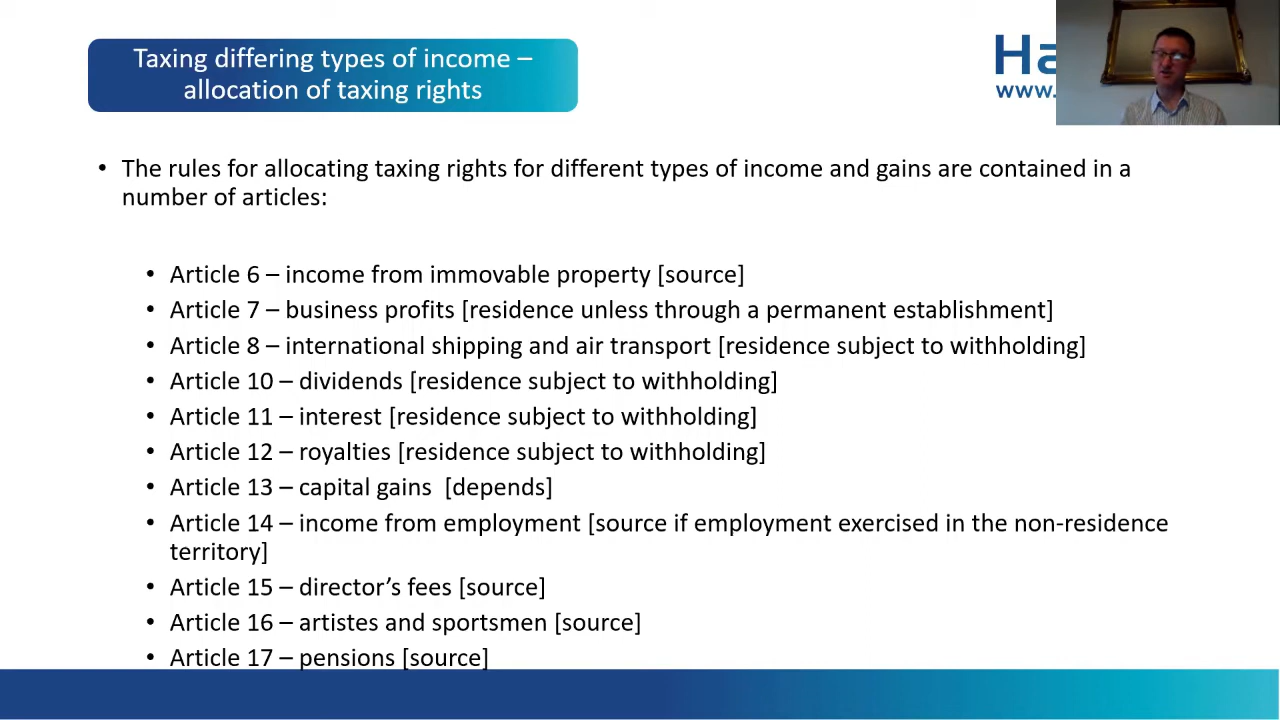 Taxing differing types of income –
allocation of taxing rights
Ha
www.
• The rules for allocating taxing rights for different types of income and gains are contained in a
number of articles:
• Article 6 – income from immovable property [source]
• Article 7 – business profits [residence unless through a permanent establishment]
• Article 8 – international shipping and air transport [residence subject to withholding]
• Article 10 – dividends [residence subject to withholding]
• Article 11 – interest [residence subject to withholding]
• Article 12 – royalties [residence subject to withholding]
• Article 13 – capital gains  [depends]
• Article 14 – income from employment [source if employment exercised in the non-residence
territory]
• Article 15 – director’s fees [source]
• Article 16 – artistes and sportsmen [source]
• Article 17 – pensions [source]